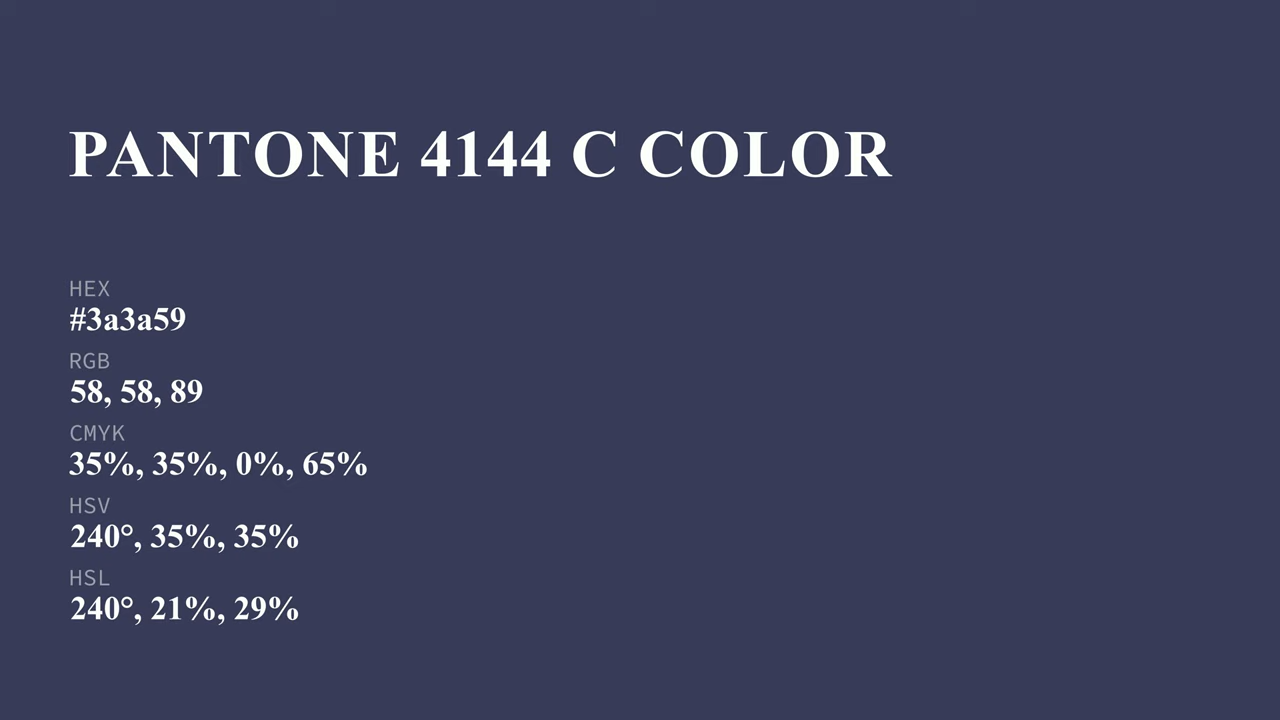 PANTONE 4144 C COLOR
HEX
#3a3a59
RGB
58, 58, 89
CMYK
35%, 35%, 0%, 65%
HSV
240°, 35%, 35%
HSL
240°, 21%, 29%